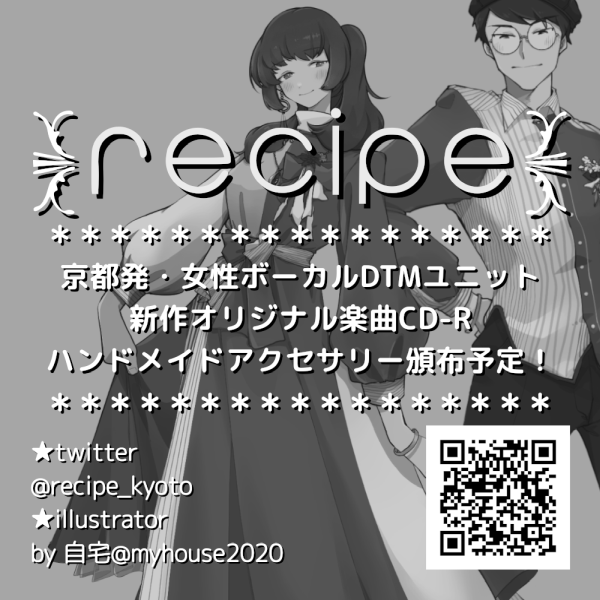 recipe
******************
京都発・女性ボーカルDTMユニット
新作オリジナル楽曲CD-R
ハンドメイドアクセサリー頒布予定！
******************
★twitter
@recipe_kyoto
★illustrator
by 自宅@myhouse2020